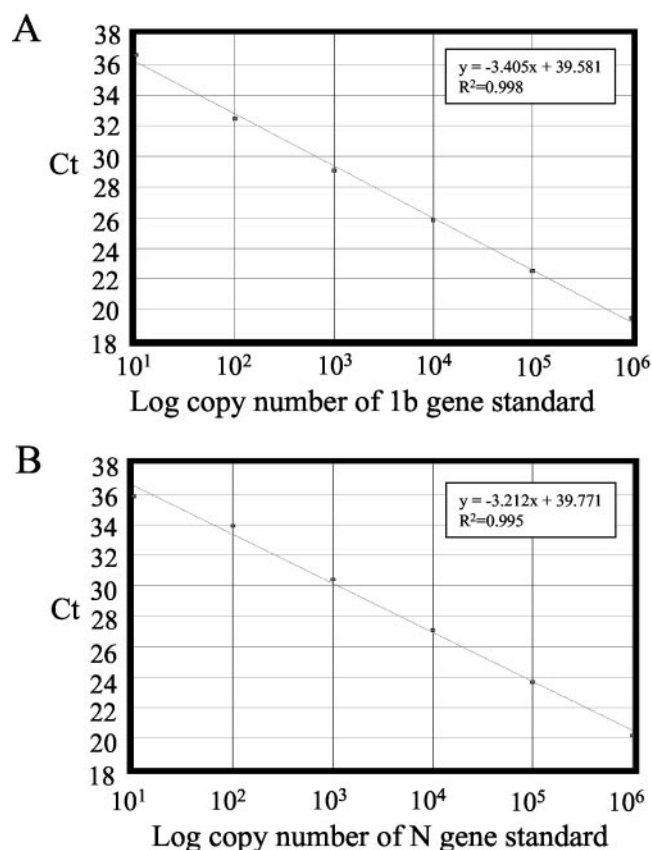 A
38
36
34
32
30
28
26
24
22
20
18
Ct
y = -3.405x + 39.581
R²=0.998
10¹ 10² 10³ 10⁴ 10⁵ 10⁶
Log copy number of 1b gene standard
B
38
36
34
32
30
28
26
24
22
20
18
Ct
y = -3.212x + 39.771
R²=0.995
10¹ 10² 10³ 10⁴ 10⁵ 10⁶
Log copy number of N gene standard